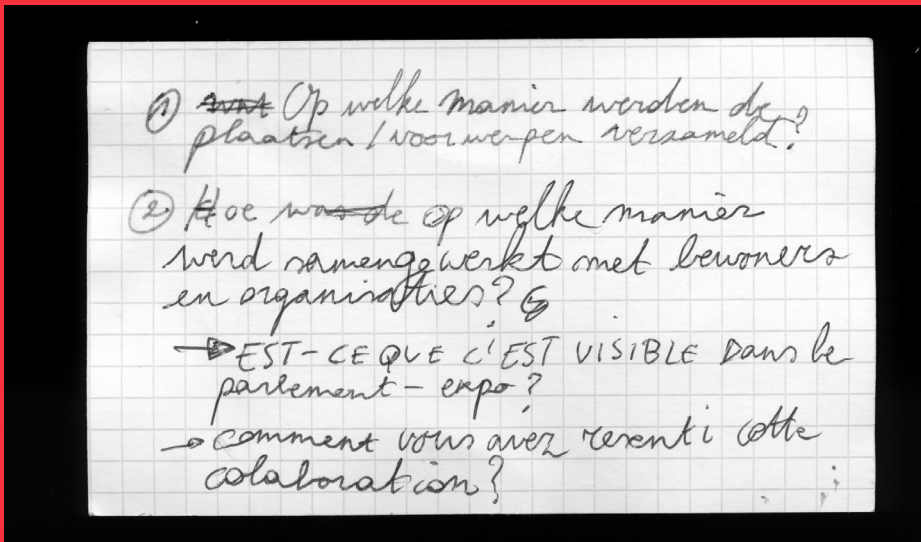 ① Op welke manier werden de
plaatsen / voorwerpen verzameld?
② Hoe op welke manier
werd samengewerkt met bewoners
en organisaties?
→ EST-CE QUE C'EST VISIBLE Dans le
parlement - expo?
→ comment vous avez resenti cette
colaboration?